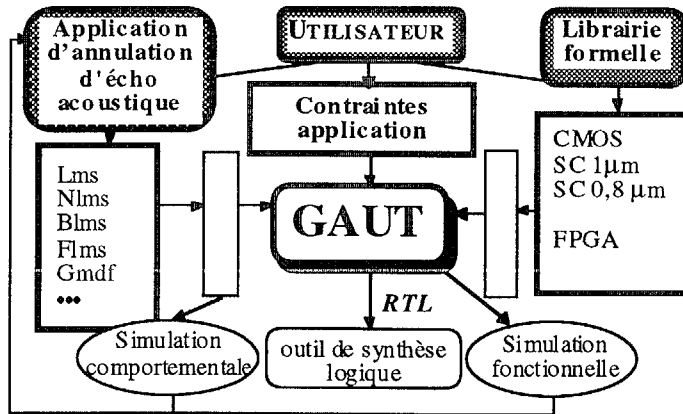 Application
d'annulation
d'écho
acoustique
UTILISATEUR
Librairie
formelle
Contraintes
application
Lms
Nlms
Blms
Flms
Gmdf
•••
GAUT
CMOS
SC 1µm
SC 0,8 µm
FPGA
RTL
Simulation
comportementale
outil de synthèse
logique
Simulation
fonctionnelle